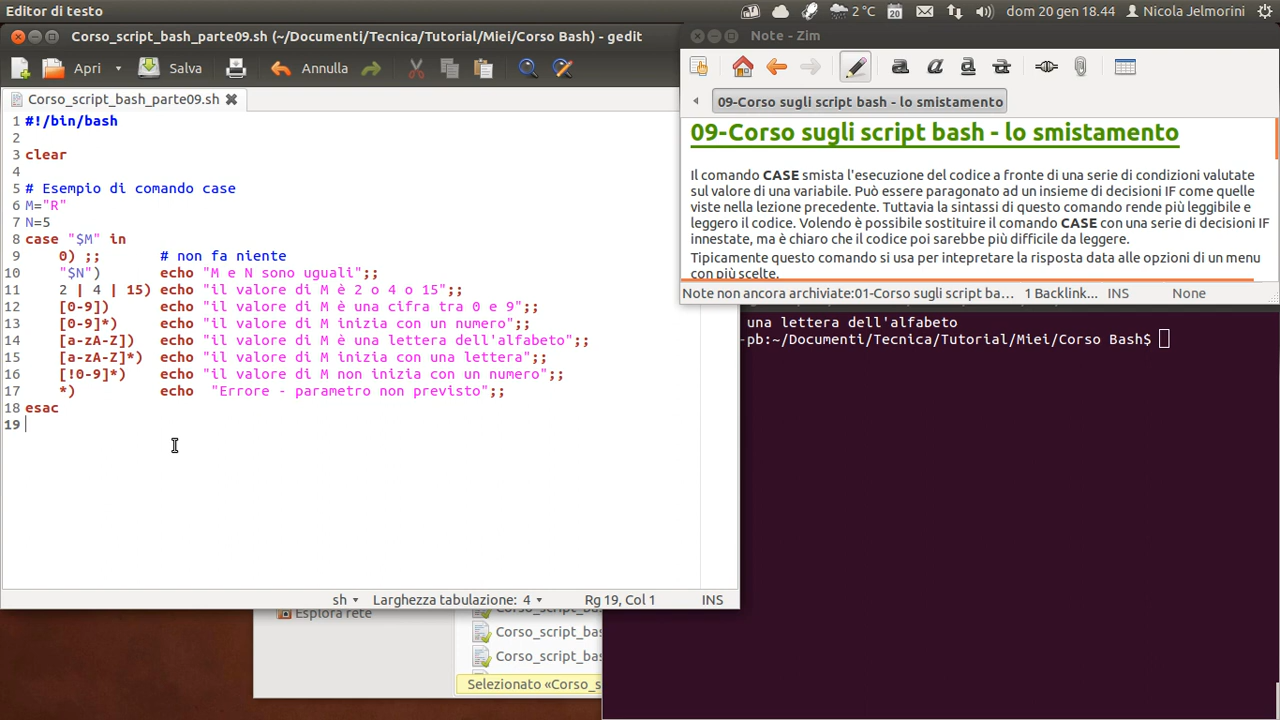 Editor di testo
2 °C
20
dom 20 gen 18.44
Nicola Jelmorini
Corso_script_bash_parte09.sh (~/Documenti/Tecnica/Tutorial/Miei/Corso Bash) - gedit
Apri
Salva
Annulla
Corso_script_bash_parte09.sh
1 #!/bin/bash
2
3 clear
4
5 # Esempio di comando case
6 M="R"
7 N=5
8 case "$M" in
9 0) ;; # non fa niente
10 "$N") echo "M e N sono uguali";;
11 2 | 4 | 15) echo "il valore di M è 2 o 4 o 15";;
12 [0-9]) echo "il valore di M è una cifra tra 0 e 9";;
13 [0-9]*) echo "il valore di M inizia con un numero";;
14 [a-zA-Z]) echo "il valore di M è una lettera dell'alfabeto";;
15 [a-zA-Z]*) echo "il valore di M inizia con una lettera";;
16 [!0-9]*) echo "il valore di M non inizia con un numero";;
17 *) echo "Errore - parametro non previsto";;
18 esac
19
sh
Larghezza tabulazione: 4
Rg 19, Col 1
INS
Note - Zim
a a a a
09-Corso sugli script bash - lo smistamento
09-Corso sugli script bash - lo smistamento
Il comando CASE smista l'esecuzione del codice a fronte di una serie di condizioni valutate
sul valore di una variabile. Può essere paragonato ad un insieme di decisioni IF come quelle
viste nella lezione precedente. Tuttavia la sintassi di questo comando rende più leggibile e
leggero il codice. Volendo è possibile sostituire il comando CASE con una serie di decisioni IF
innestate, ma è chiaro che il codice poi sarebbe più difficile da leggere.
Tipicamente questo comando si usa per intepretare la risposta data alle opzioni di un menu
con più scelte.
Note non ancora archiviate:01-Corso sugli script ba...
1 Backlink...
INS
None
una lettera dell'alfabeto
-pb:~/Documenti/Tecnica/Tutorial/Miei/Corso Bash$
Esplora rete
Corso_script_bas
Corso_script_bas
Selezionato «Corso_s